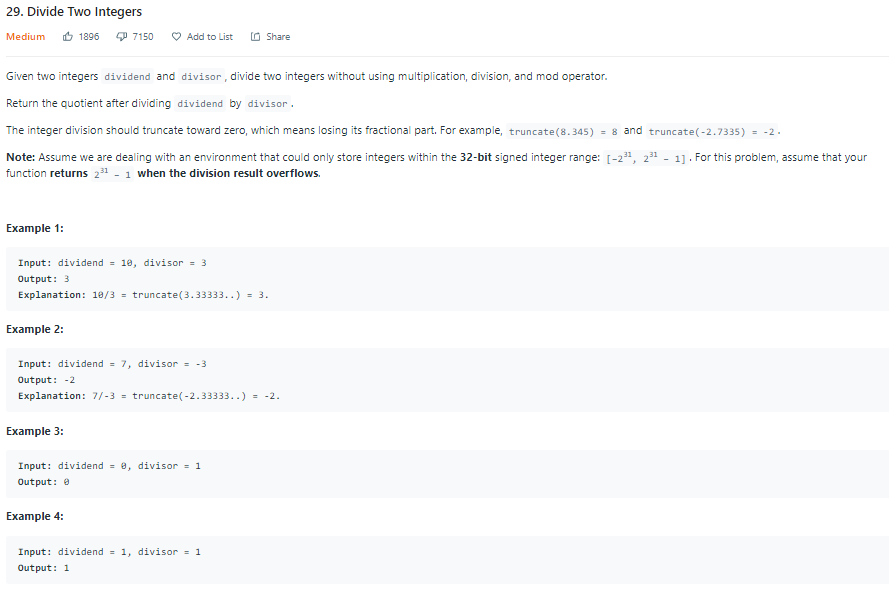 29. Divide Two Integers
Medium 1896 7150 Add to List Share
Given two integers dividend and divisor , divide two integers without using multiplication, division, and mod operator.
Return the quotient after dividing dividend by divisor .
The integer division should truncate toward zero, which means losing its fractional part. For example, truncate(8.345) = 8 and truncate(-2.7335) = -2 .
Note: Assume we are dealing with an environment that could only store integers within the 32-bit signed integer range: [−2³¹, 2³¹ − 1] . For this problem, assume that your
function returns 2³¹ − 1 when the division result overflows.
Example 1:
Input: dividend = 10, divisor = 3
Output: 3
Explanation: 10/3 = truncate(3.33333..) = 3.
Example 2:
Input: dividend = 7, divisor = -3
Output: -2
Explanation: 7/-3 = truncate(-2.33333..) = -2.
Example 3:
Input: dividend = 0, divisor = 1
Output: 0
Example 4:
Input: dividend = 1, divisor = 1
Output: 1